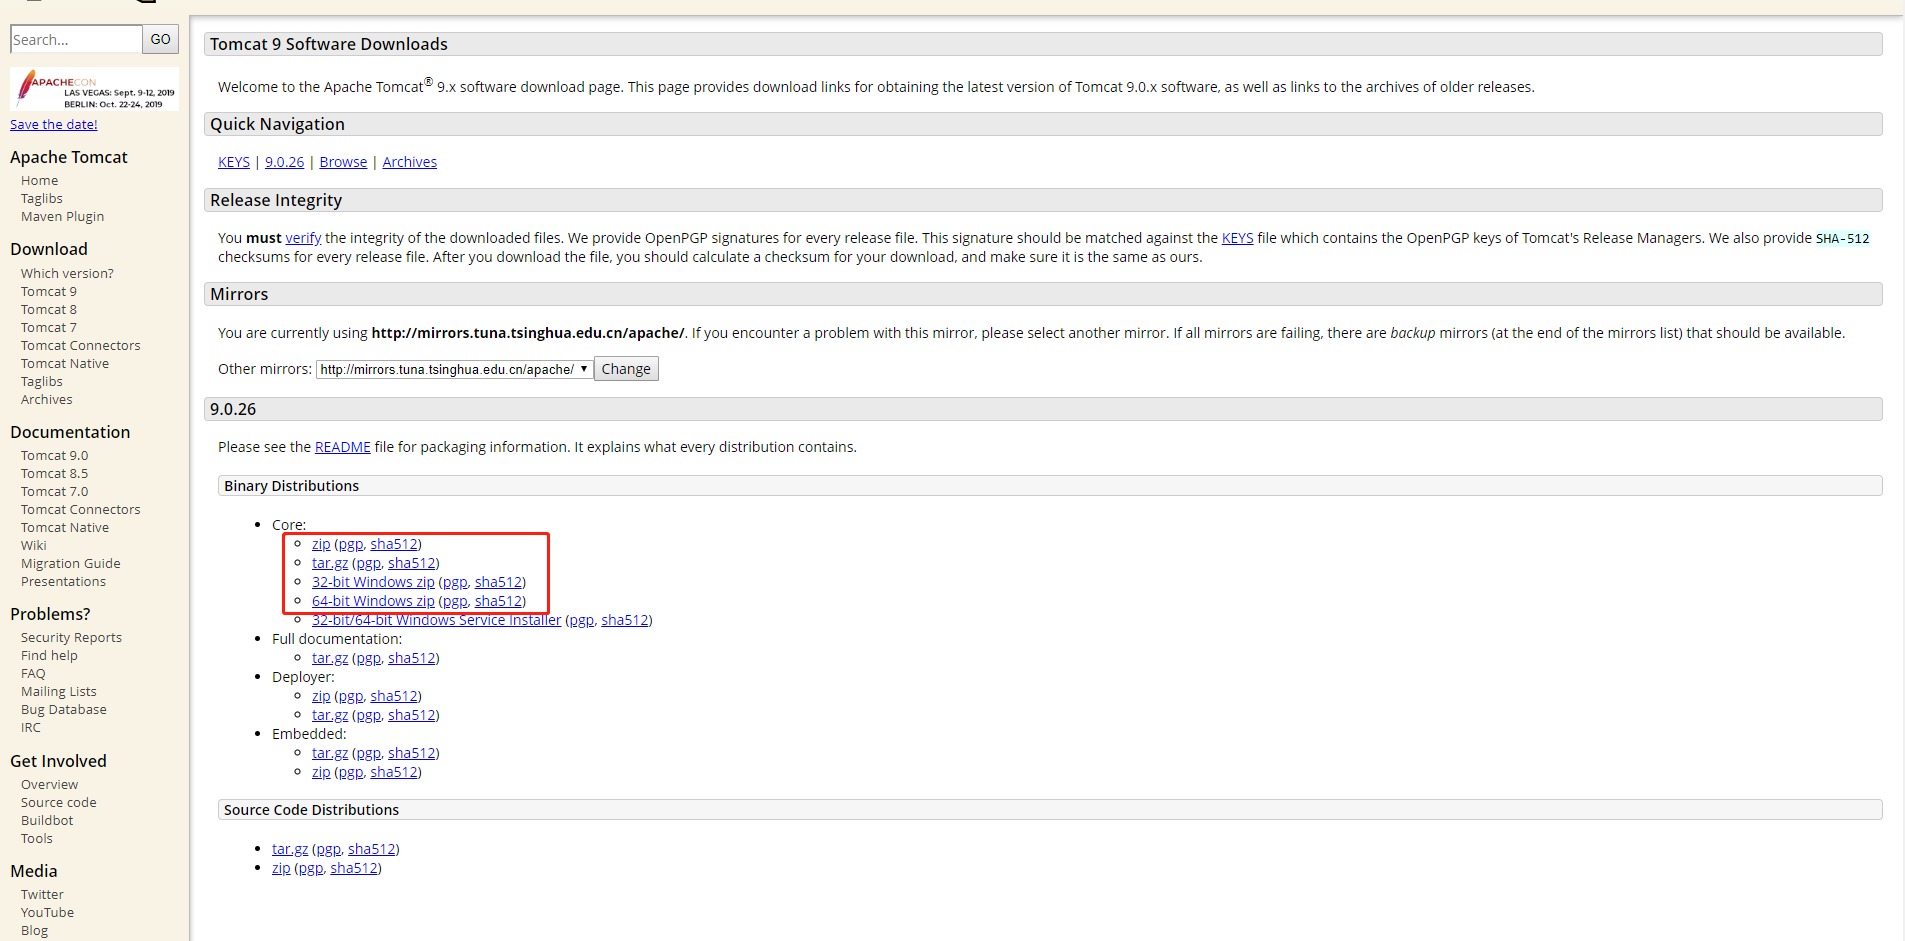 Search... GO
APACHECON
LAS VEGAS: Sept. 9-12, 2019
BERLIN: Oct. 22-24, 2019
Save the date!
Apache Tomcat
Home
Taglibs
Maven Plugin
Download
Which version?
Tomcat 9
Tomcat 8
Tomcat 7
Tomcat Connectors
Tomcat Native
Taglibs
Archives
Documentation
Tomcat 9.0
Tomcat 8.5
Tomcat 7.0
Tomcat Connectors
Tomcat Native
Wiki
Migration Guide
Presentations
Problems?
Security Reports
Find help
FAQ
Mailing Lists
Bug Database
IRC
Get Involved
Overview
Source code
Buildbot
Tools
Media
Twitter
YouTube
Blog
Tomcat 9 Software Downloads
Welcome to the Apache Tomcat® 9.x software download page. This page provides download links for obtaining the latest version of Tomcat 9.0.x software, as well as links to the archives of older releases.
Quick Navigation
KEYS | 9.0.26 | Browse | Archives
Release Integrity
You must verify the integrity of the downloaded files. We provide OpenPGP signatures for every release file. This signature should be matched against the KEYS file which contains the OpenPGP keys of Tomcat's Release Managers. We also provide SHA-512
checksums for every release file. After you download the file, you should calculate a checksum for your download, and make sure it is the same as ours.
Mirrors
You are currently using http://mirrors.tuna.tsinghua.edu.cn/apache/. If you encounter a problem with this mirror, please select another mirror. If all mirrors are failing, there are backup mirrors (at the end of the mirrors list) that should be available.
Other mirrors: http://mirrors.tuna.tsinghua.edu.cn/apache/ Change
9.0.26
Please see the README file for packaging information. It explains what every distribution contains.
Binary Distributions
Core:
zip (pgp, sha512)
tar.gz (pgp, sha512)
32-bit Windows zip (pgp, sha512)
64-bit Windows zip (pgp, sha512)
32-bit/64-bit Windows Service Installer (pgp, sha512)
Full documentation:
tar.gz (pgp, sha512)
Deployer:
zip (pgp, sha512)
tar.gz (pgp, sha512)
Embedded:
tar.gz (pgp, sha512)
zip (pgp, sha512)
Source Code Distributions
tar.gz (pgp, sha512)
zip (pgp, sha512)